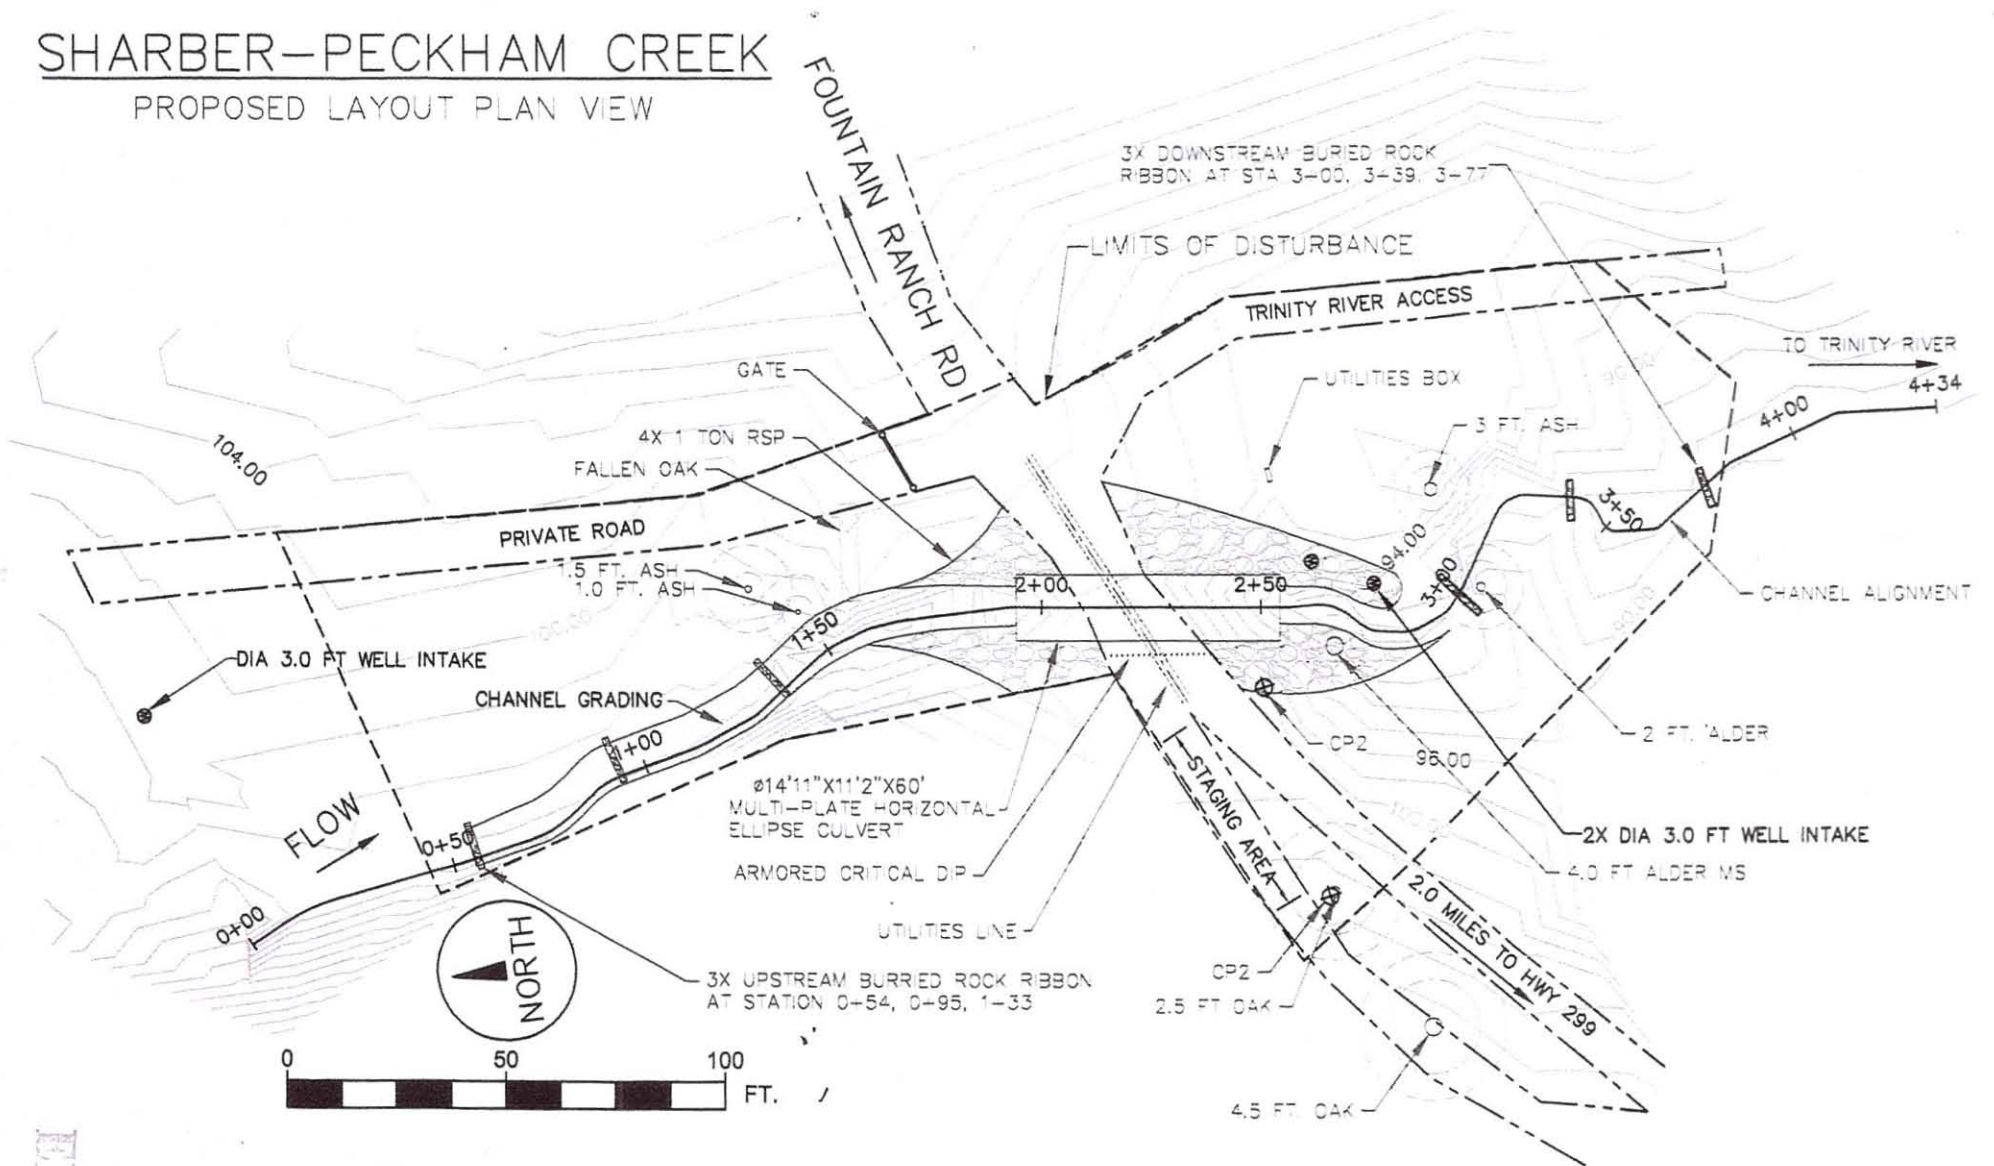 SHARBER-PECKHAM CREEK
PROPOSED LAYOUT PLAN VIEW
FOUNTAIN RANCH RD
3X DOWNSTREAM BURIED ROCK
RIBBON AT STA 3-00, 3-39, 3-77
LIMITS OF DISTURBANCE
TRINITY RIVER ACCESS
TO TRINITY RIVER
4+34
4+00
GATE
UTILITIES BOX
4X 1 TON RSP
3 FT. ASH
FALLEN OAK
104.00
90.00
PRIVATE ROAD
3+50
94.00
1.5 FT. ASH
1.0 FT. ASH
2+00
2+50
3+00
CHANNEL ALIGNMENT
100.00
1+50
90.00
DIA 3.0 FT WELL INTAKE
CHANNEL GRADING
+00
CP2
96.00
2 FT. ALDER
Ø14'11"X11'2"X60'
MULTI-PLATE HORIZONTAL
ELLIPSE CULVERT
STAGING AREA
100.00
FLOW
0+50
2X DIA 3.0 FT WELL INTAKE
ARMORED CRITICAL DIP
4.0 FT ALDER MS
2.0 MILES TO HWY 299
0+00
UTILITIES LINE
NORTH
CP2
3X UPSTREAM BURRIED ROCK RIBBON
AT STATION 0+54, 0+95, 1-33
2.5 FT OAK
0 50 100
FT.
4.5 FT. OAK